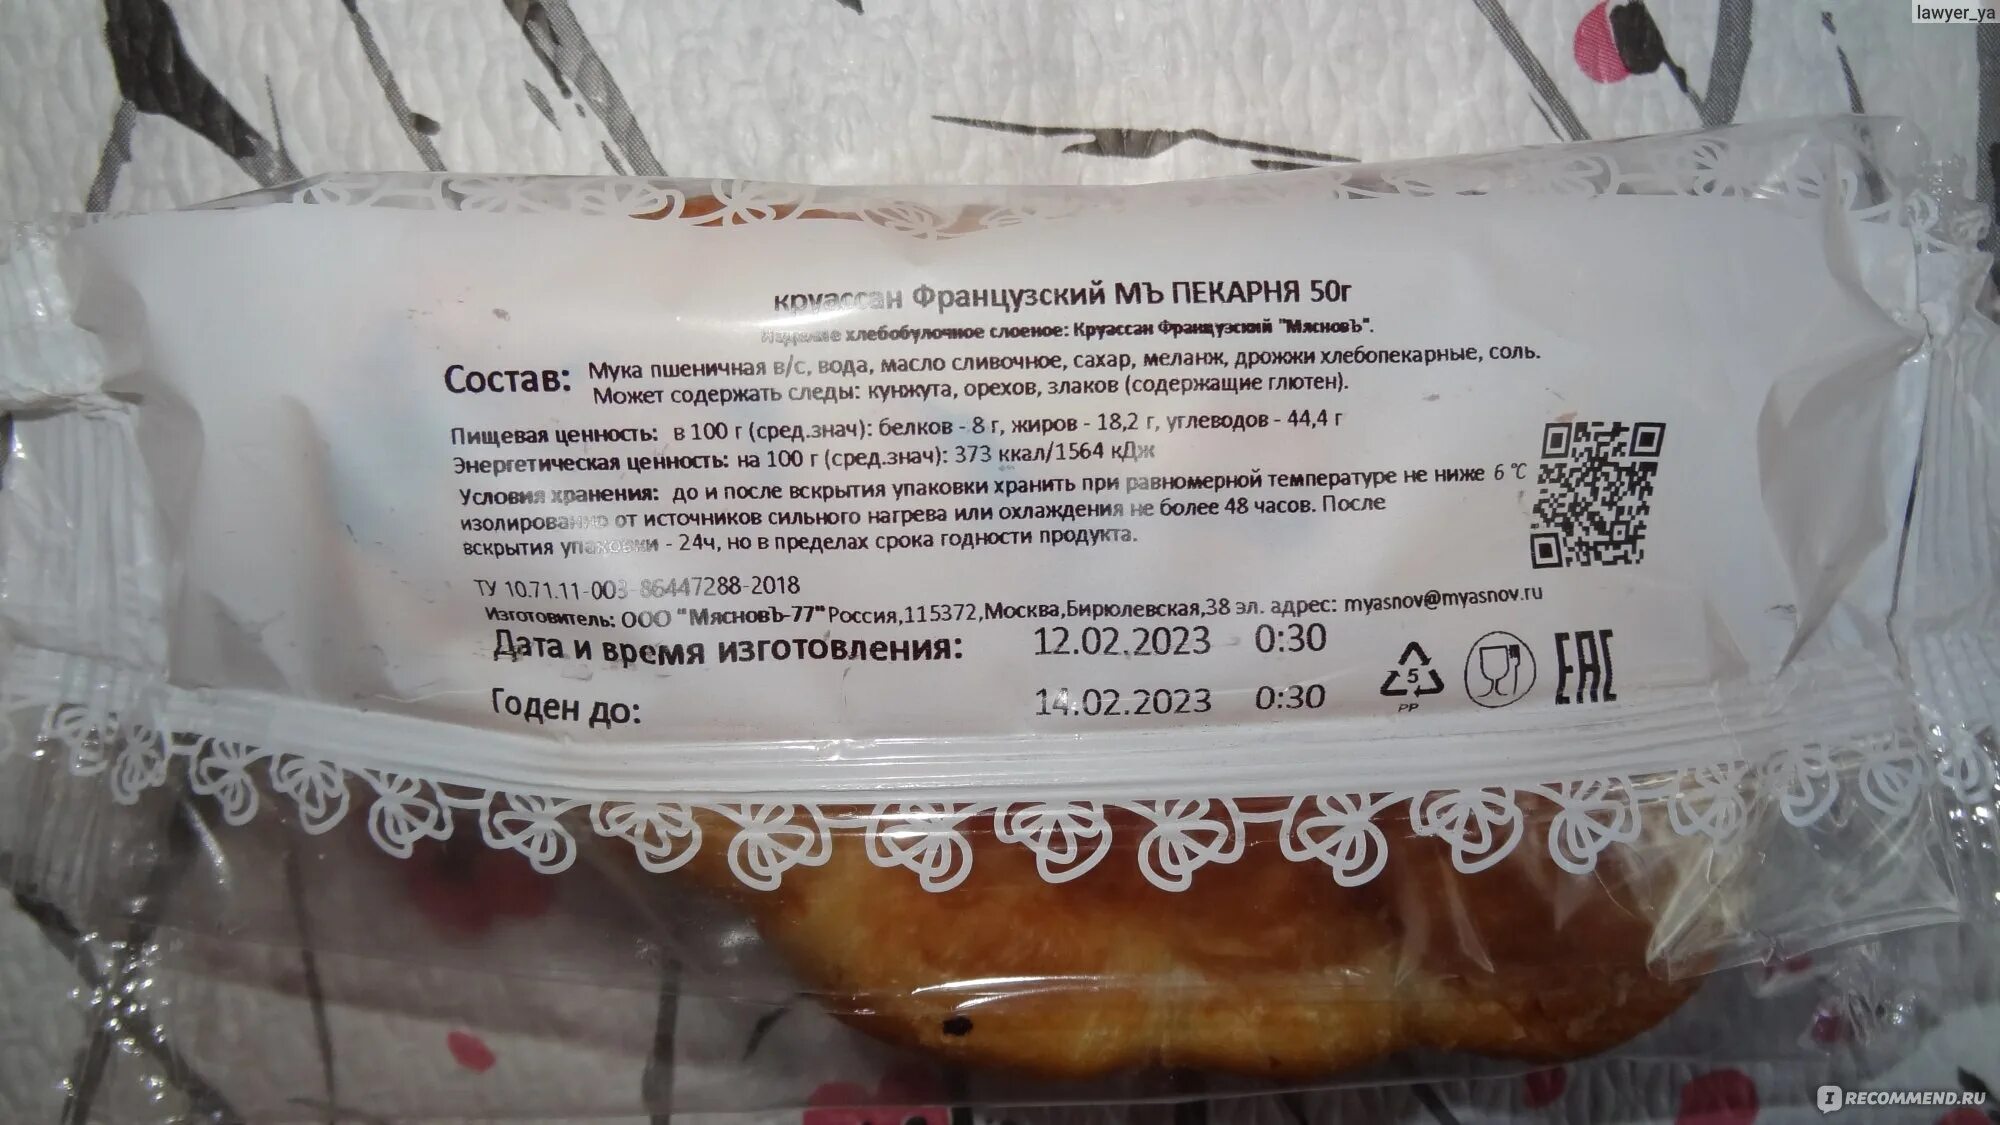 lawyer_ya
круассан Французский МЪ ПЕКАРНЯ 50г
Изделие хлебобулочное слоеное: Круассан Французский "МясновЪ".
Состав: Мука пшеничная в/с, вода, масло сливочное, сахар, меланж, дрожжи хлебопекарные, соль.
Может содержать следы: кунжута, орехов, злаков (содержащие глютен).
Пищевая ценность: в 100 г (сред.знач): белков - 8 г, жиров - 18,2 г, углеводов - 44,4 г
Энергетическая ценность: на 100 г (сред.знач): 373 ккал/1564 кДж
Условия хранения: до и после вскрытия упаковки хранить при равномерной температуре не ниже 6 °С
изолированно от источников сильного нагрева или охлаждения не более 48 часов. После
вскрытия упаковки - 24ч, но в пределах срока годности продукта.
ТУ 10.71.11-003-86447288-2018
Изготовитель: ООО "МясновЪ-77" Россия,115372,Москва,Бирюлевская,38 эл. адрес: myasnov@myasnov.ru
Дата и время изготовления: 12.02.2023 0:30
Годен до: 14.02.2023 0:30
5
PP
EAC
IRECOMMEND.RU